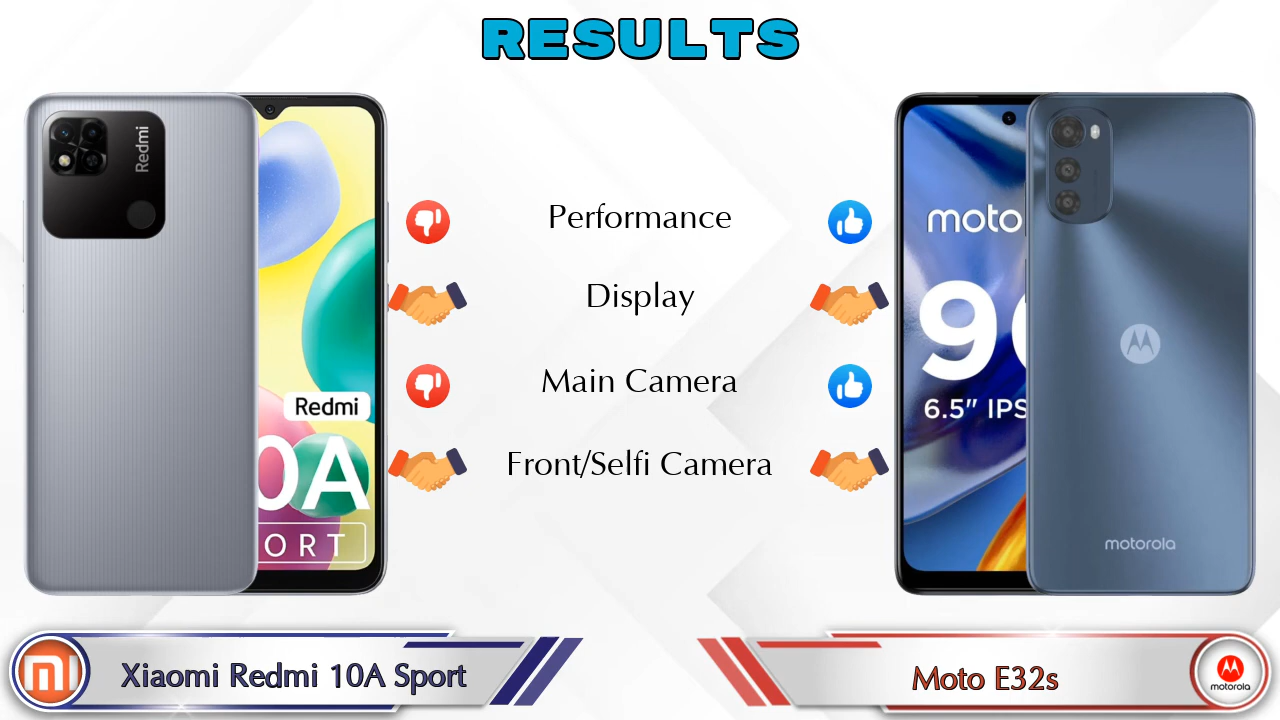 RESULTS
Redmi
Performance
Display
Main Camera
Front/Selfi Camera
Redmi
0A
ORT
moto
90
6.5" IPS
motorola
Xiaomi Redmi 10A Sport
Moto E32s
motorola